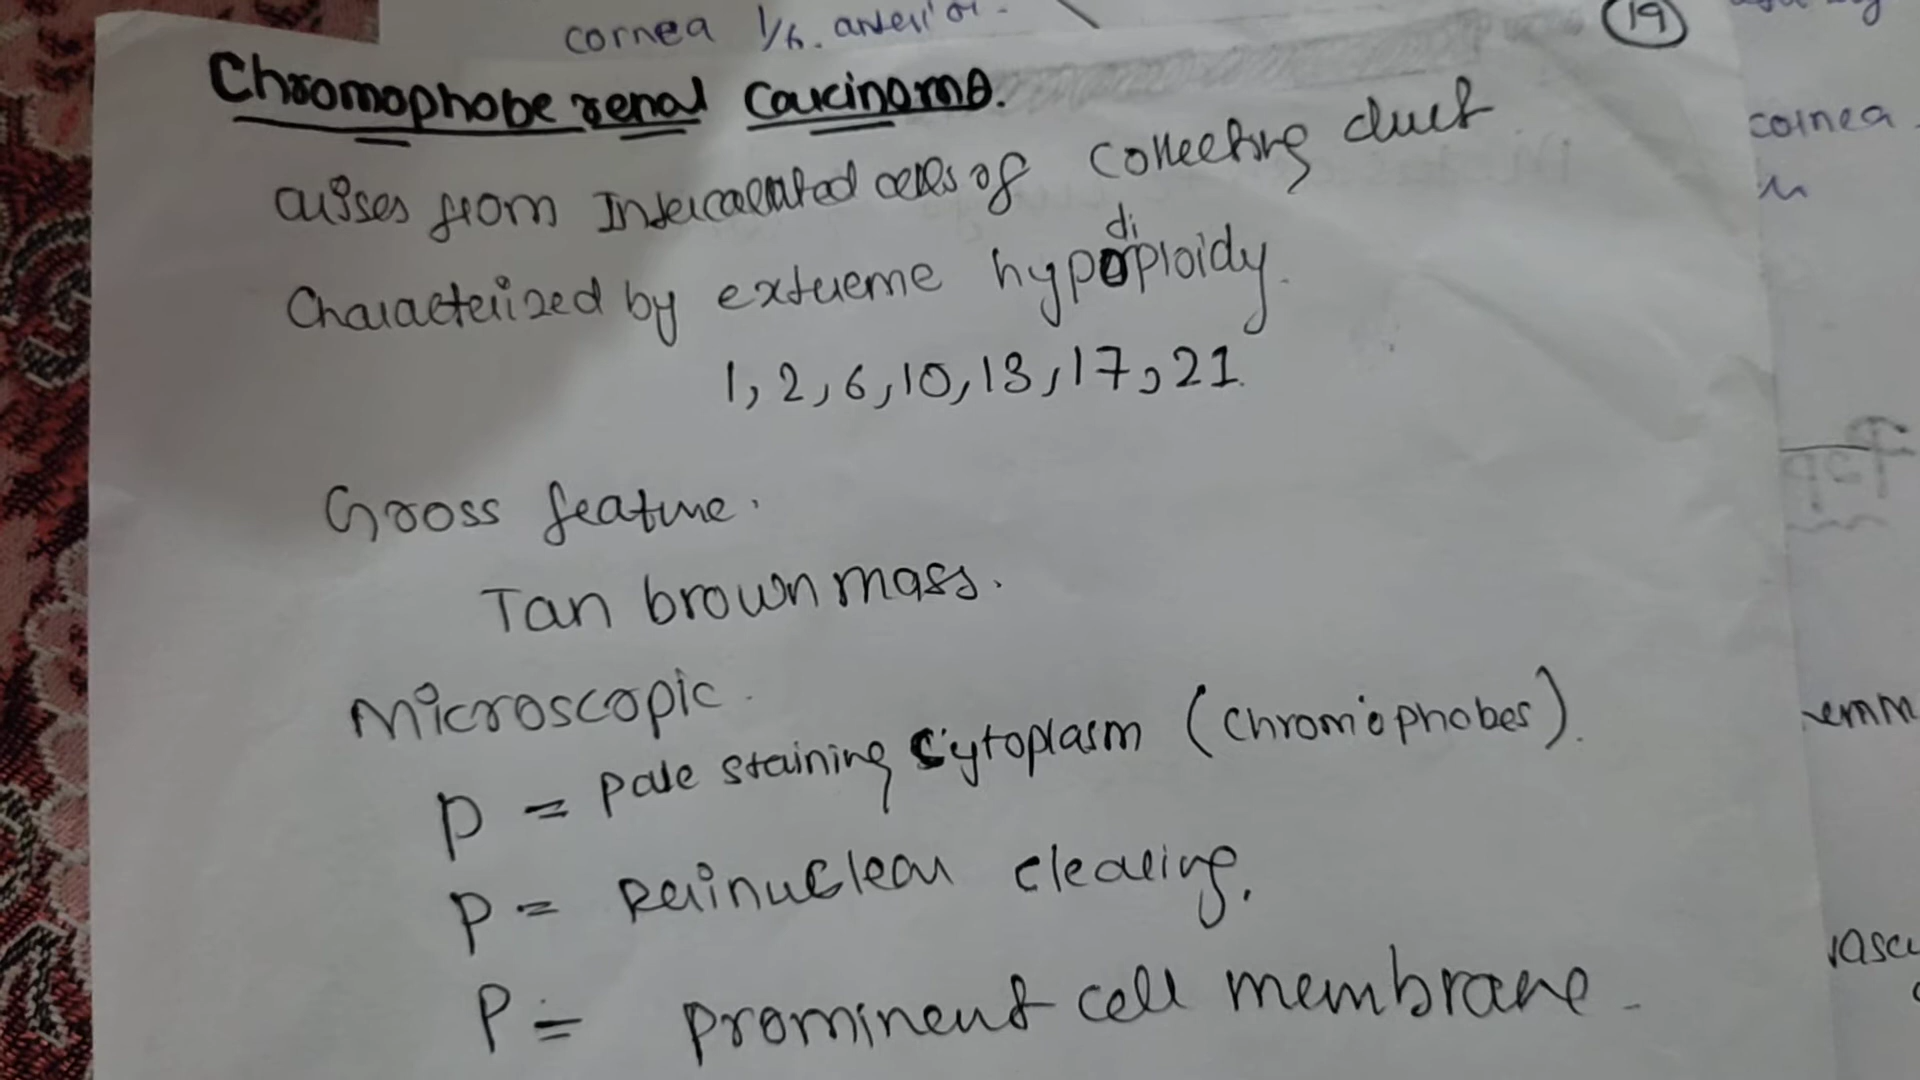 cornea 1/6. anterior.
19
Chromophobe renal Carcinoma.
arises from Intercalated cells of collecting duct
cornea
di
Characterized by extreme hypoploidy.
1, 2, 6, 10, 13, 17, 21.
Gross feature.
Tan brown mass.
Microscopic.
P = pale staining Cytoplasm (chromophobes).
emm
P = Perinuclear clearing.
P = prominent cell membrane.
vascu